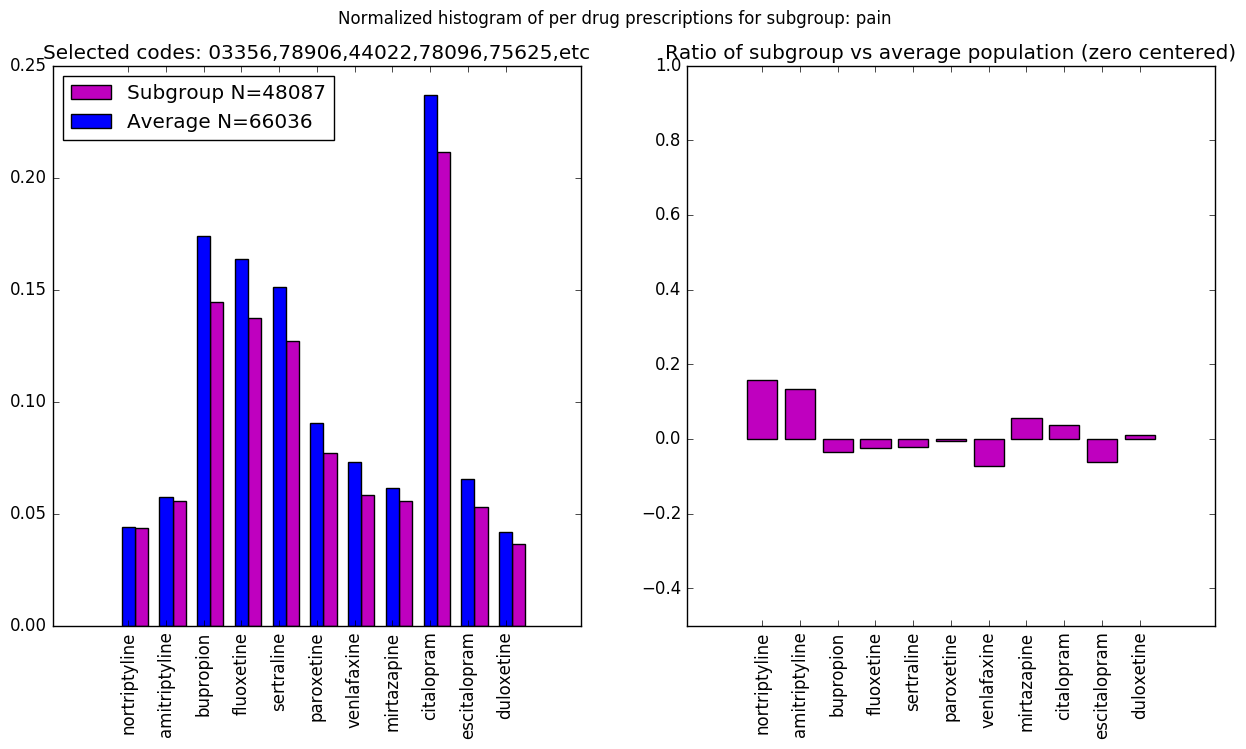 Normalized histogram of per drug prescriptions for subgroup: pain
Selected codes: 03356,78906,44022,78096,75625,etc
0.25
0.20
0.15
0.10
0.05
0.00
Subgroup N=48087
Average N=66036
nortriptyline
amitriptyline
bupropion
fluoxetine
sertraline
paroxetine
venlafaxine
mirtazapine
citalopram
escitalopram
duloxetine
Ratio of subgroup vs average population (zero centered)
1.0
0.8
0.6
0.4
0.2
0.0
−0.2
−0.4
nortriptyline
amitriptyline
bupropion
fluoxetine
sertraline
paroxetine
venlafaxine
mirtazapine
citalopram
escitalopram
duloxetine